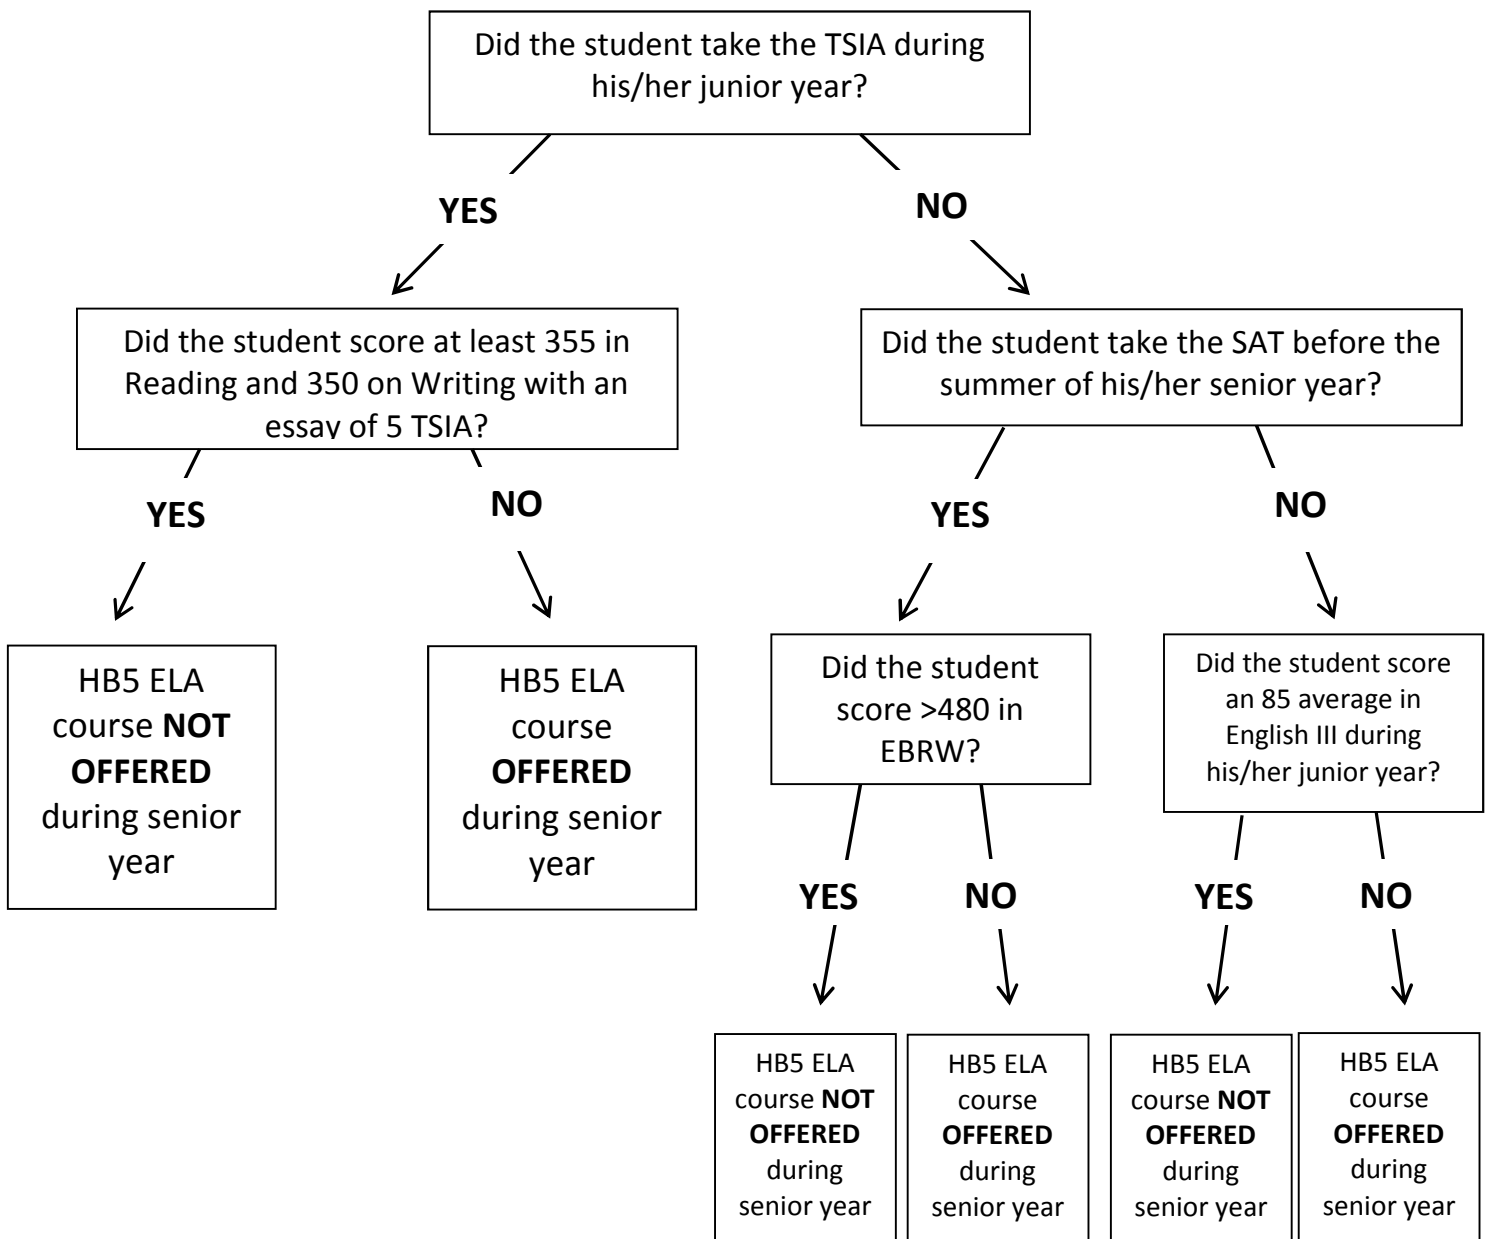 Did the student take the TSIA during
his/her junior year?
YES
NO
Did the student score at least 355 in
Reading and 350 on Writing with an
essay of 5 TSIA?
Did the student take the SAT before the
summer of his/her senior year?
YES
NO
YES
NO
HB5 ELA
course NOT
OFFERED
during senior
year
HB5 ELA
course
OFFERED
during senior
year
Did the student
score >480 in
EBRW?
Did the student score
an 85 average in
English III during
his/her junior year?
YES
NO
YES
NO
HB5 ELA
course NOT
OFFERED
during
senior year
HB5 ELA
course
OFFERED
during
senior year
HB5 ELA
course NOT
OFFERED
during
senior year
HB5 ELA
course
OFFERED
during
senior year